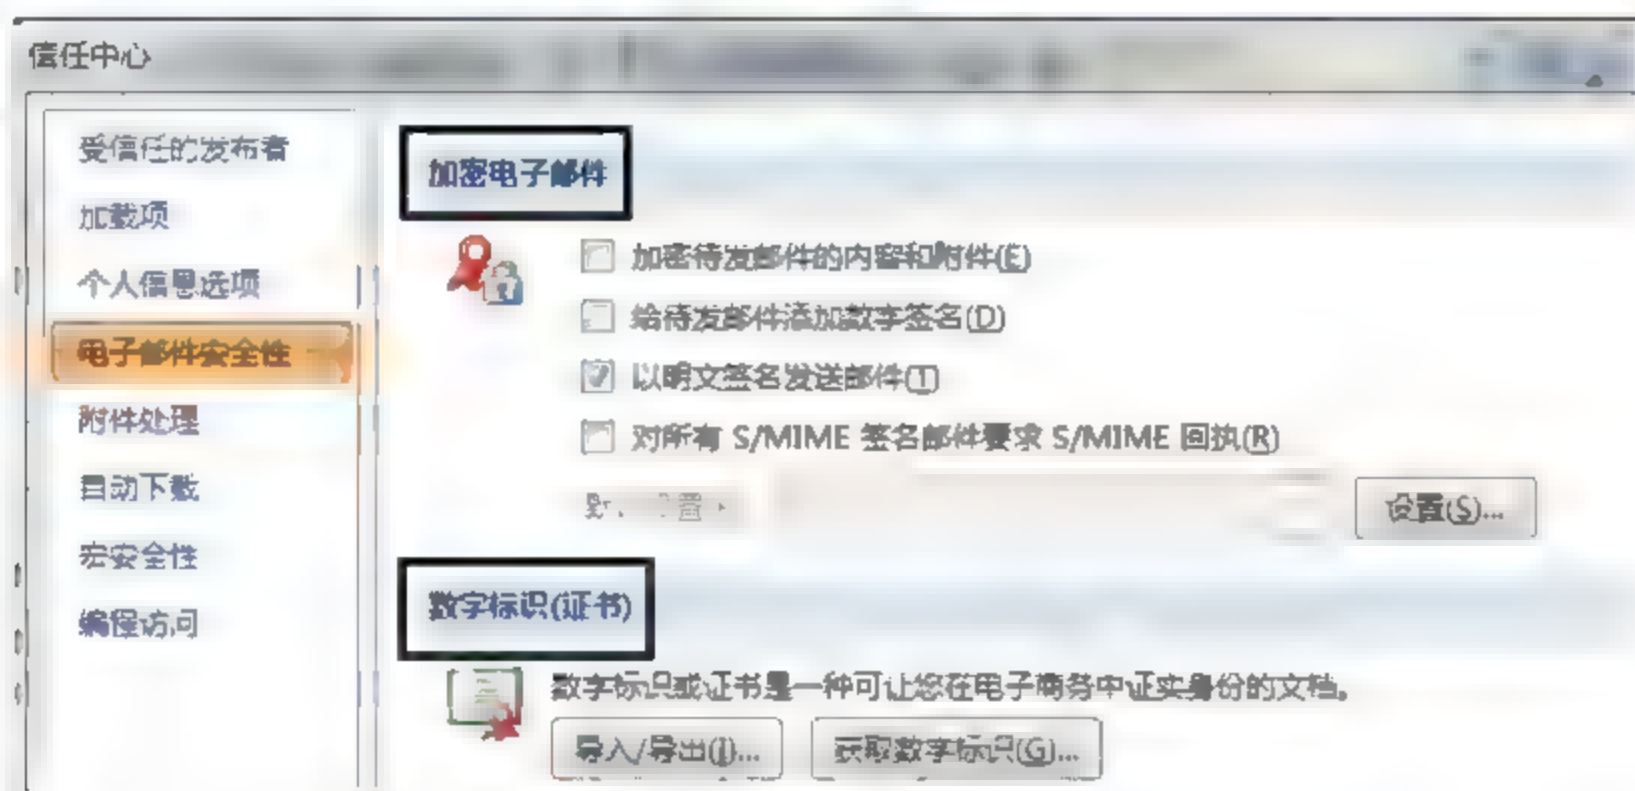 信任中心
受信任的发布者
加载项
个人信息选项
电子邮件安全性
附件处理
自动下载
宏安全性
编程访问
加密电子邮件
加密待发邮件的内容和附件(E)
给待发邮件添加数字签名(D)
以明文签名发送邮件(T)
对所有 S/MIME 签名邮件要求 S/MIME 回执(R)
设置(S)...
数字标识(证书)
数字标识或证书是一种可让您在电子商务中证实身份的文档。
导入/导出(I)... 获取数字标识(G)...